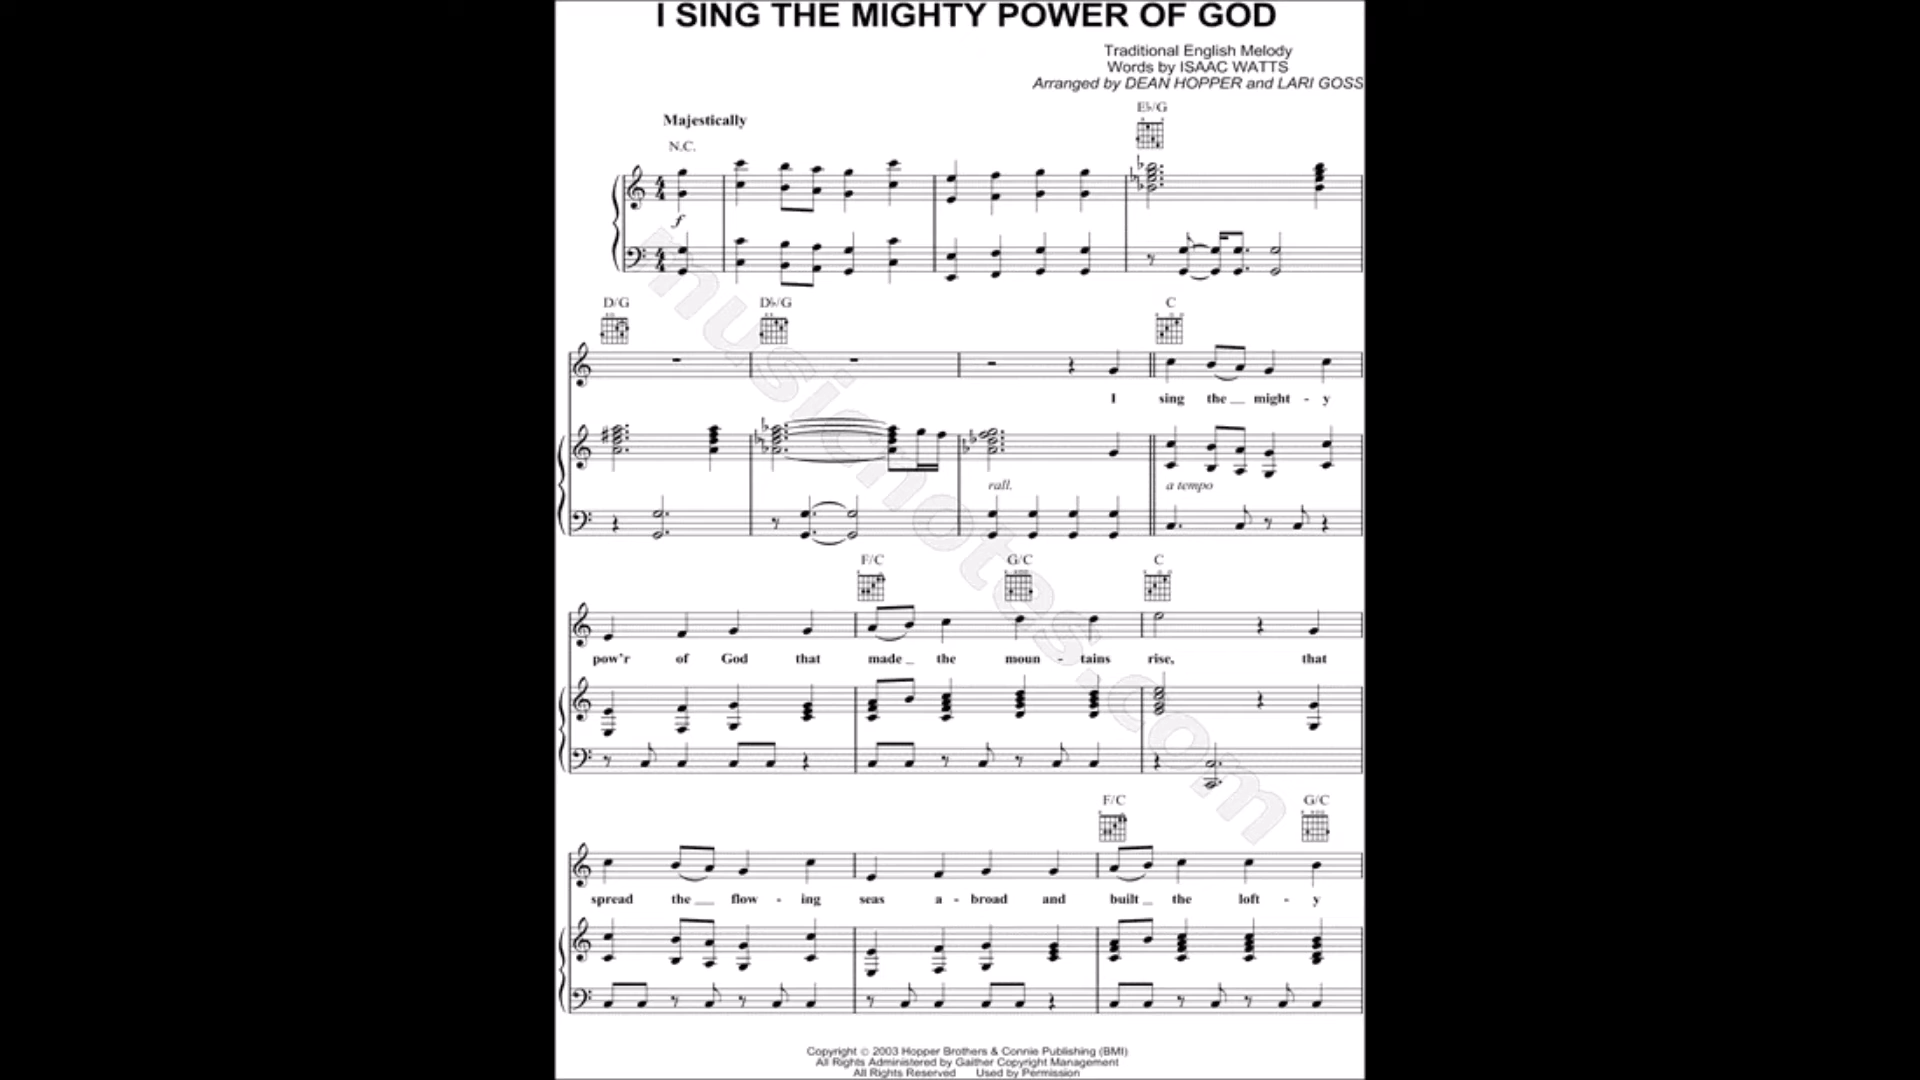 I SING THE MIGHTY POWER OF GOD
Traditional English Melody
Words by ISAAC WATTS
Arranged by DEAN HOPPER and LARI GOSS
E♭/G
Majestically
N.C.
f
D/G D♭/G C
I sing the might - y
rall. a tempo
F/C G/C C
pow'r of God that made the moun - tains rise, that
F/C G/C
spread the flow - ing seas a - broad and built the loft - y
musicnotes.com
Copyright © 2003 Hopper Brothers & Connie Publishing (BMI)
All Rights Administered by Gaither Copyright Management
All Rights Reserved Used by Permission